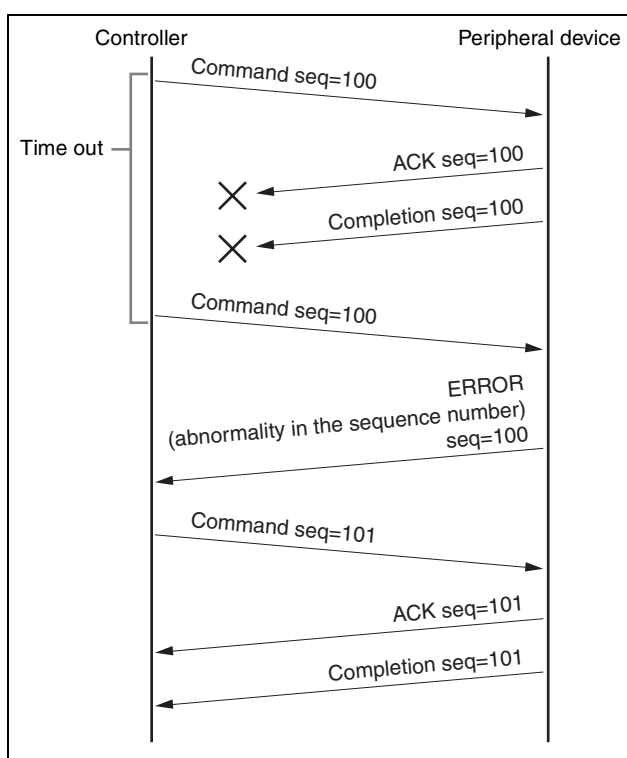 Controller
Peripheral device
Command seq=100
Time out
ACK seq=100
Completion seq=100
Command seq=100
ERROR
(abnormality in the sequence number)
seq=100
Command seq=101
ACK seq=101
Completion seq=101